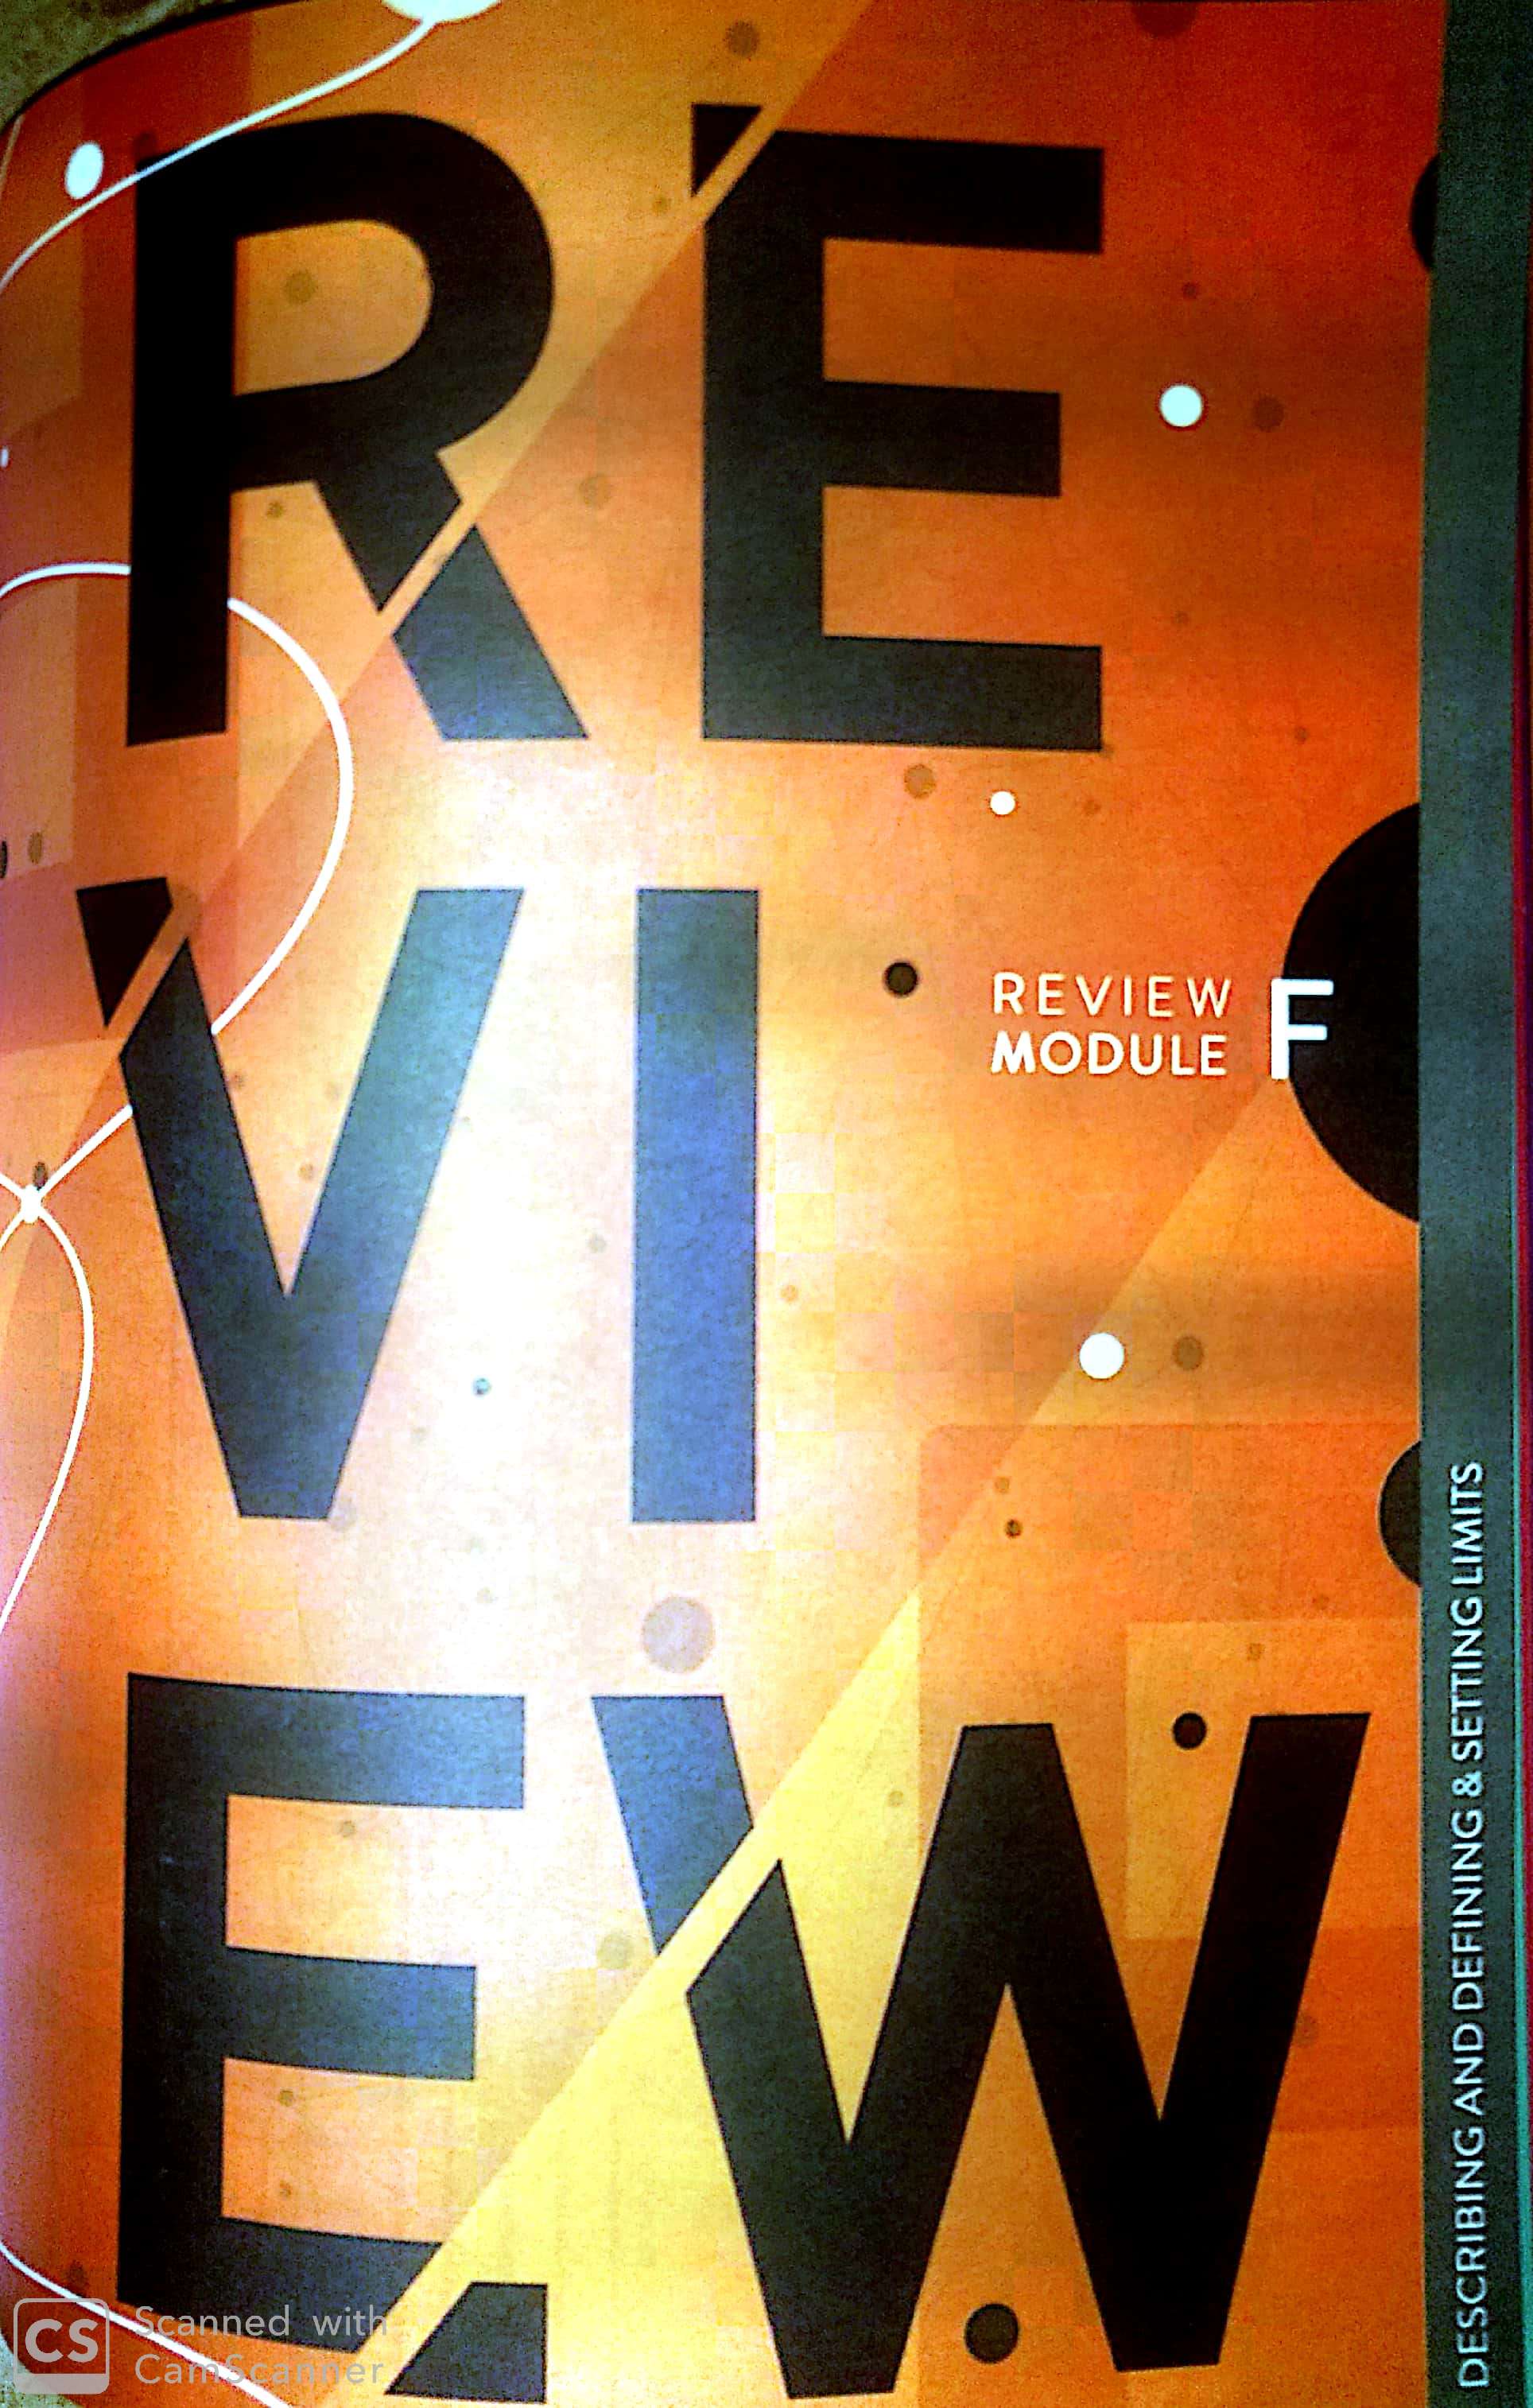 RE
VI
EW
REVIEW
MODULE F
DESCRIBING AND DEFINING & SETTING LIMITS
CS Scanned with
CamScanner